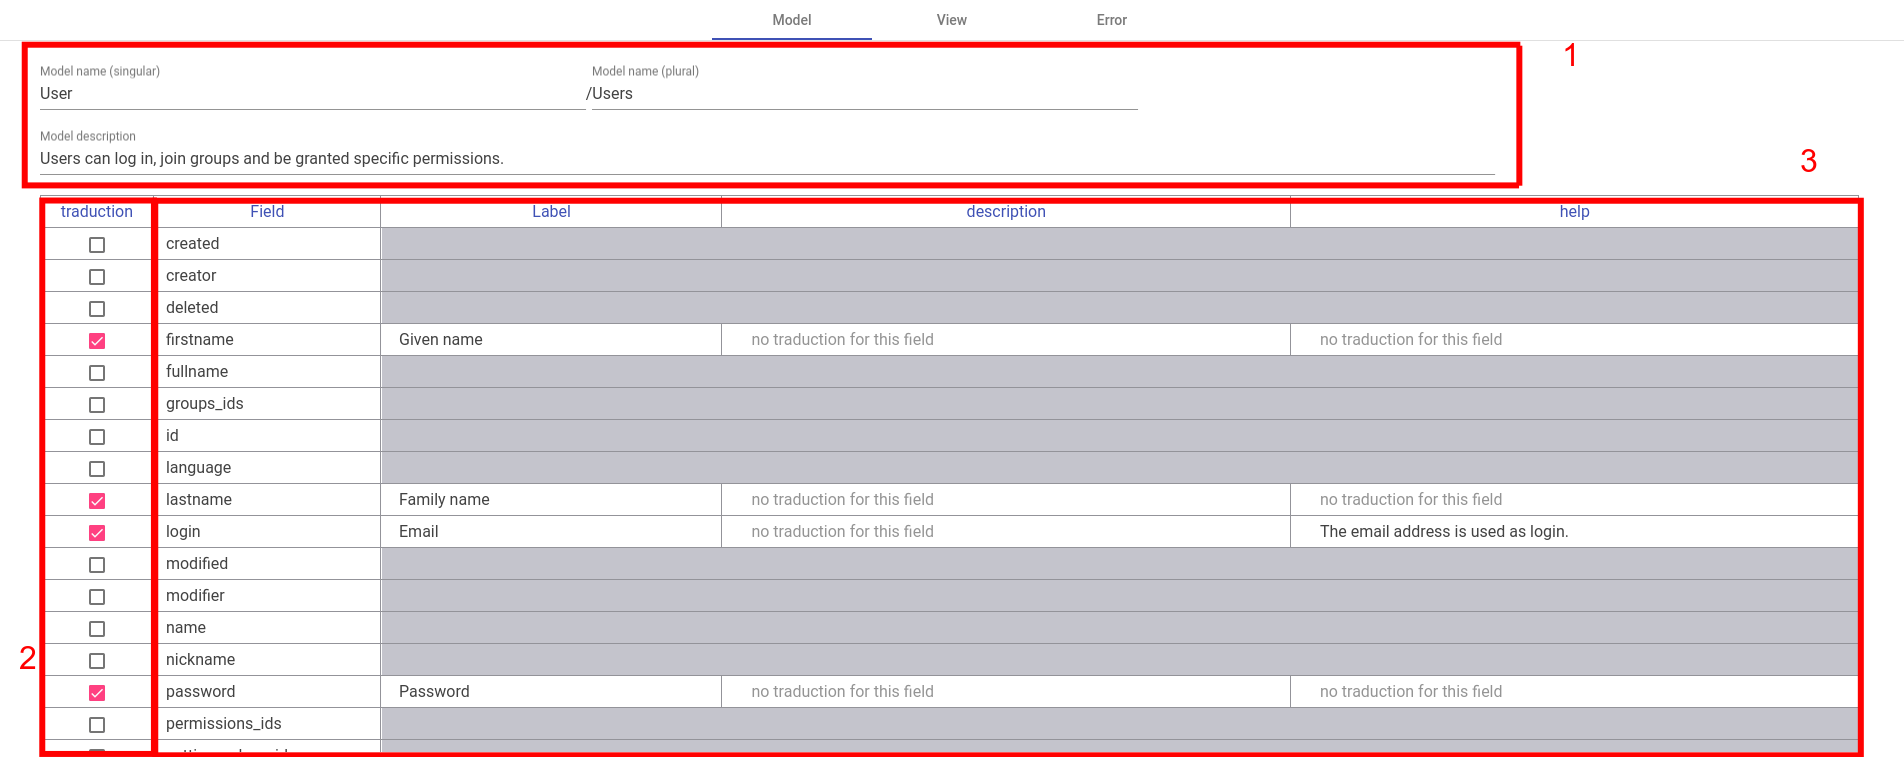 Model View Error
1
Model name (singular) Model name (plural)
User /Users
Model description
Users can log in, join groups and be granted specific permissions.
3
traduction Field Label description help
created
creator
deleted
firstname Given name no traduction for this field no traduction for this field
fullname
groups_ids
id
language
lastname Family name no traduction for this field no traduction for this field
login Email no traduction for this field The email address is used as login.
modified
modifier
name
2
nickname
password Password no traduction for this field no traduction for this field
permissions_ids